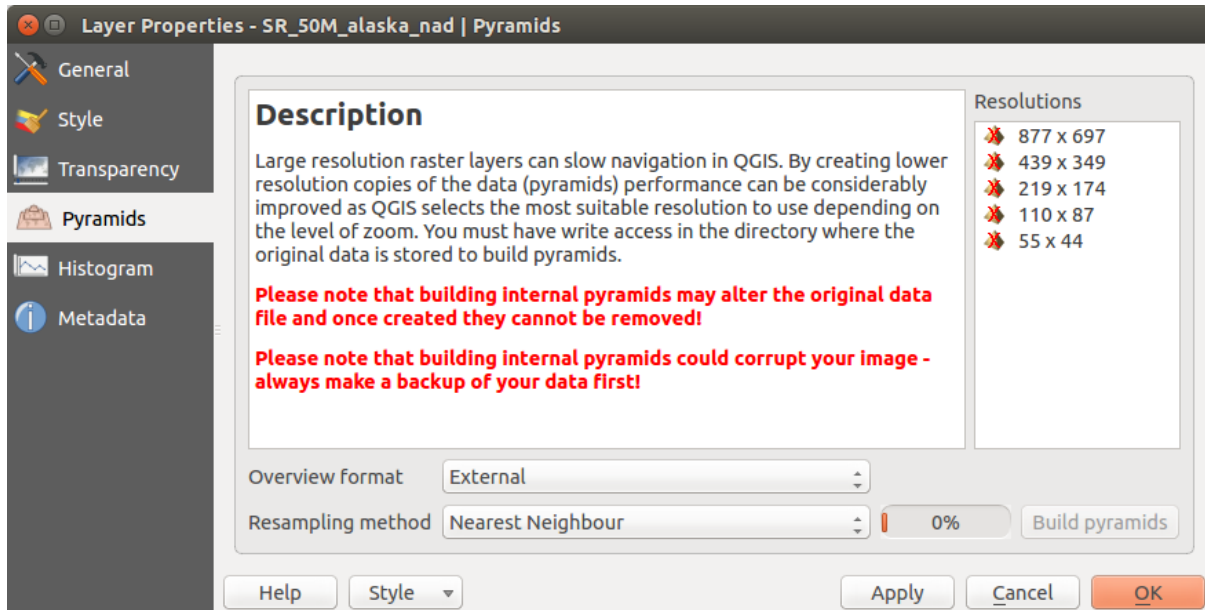 Layer Properties - SR_50M_alaska_nad | Pyramids
General
Style
Transparency
Pyramids
Histogram
Metadata
Description
Large resolution raster layers can slow navigation in QGIS. By creating lower
resolution copies of the data (pyramids) performance can be considerably
improved as QGIS selects the most suitable resolution to use depending on
the level of zoom. You must have write access in the directory where the
original data is stored to build pyramids.
Please note that building internal pyramids may alter the original data
file and once created they cannot be removed!
Please note that building internal pyramids could corrupt your image -
always make a backup of your data first!
Resolutions
877 x 697
439 x 349
219 x 174
110 x 87
55 x 44
Overview format External
Resampling method Nearest Neighbour 0% Build pyramids
Help Style Apply Cancel OK